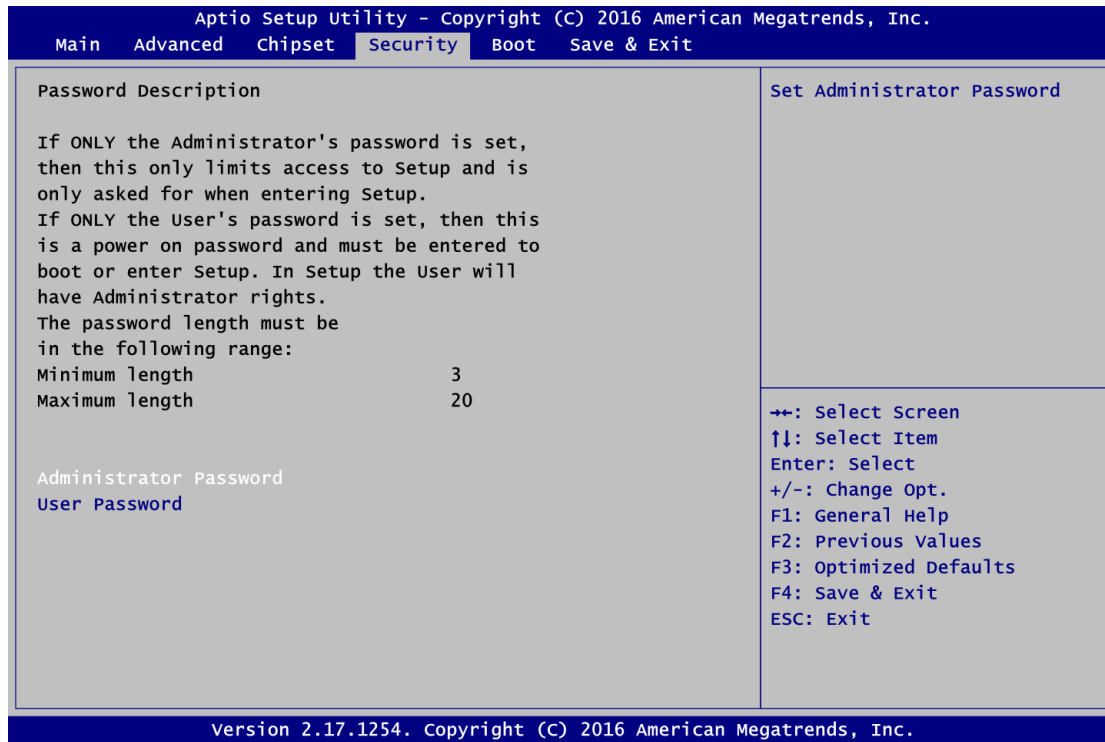 Aptio Setup Utility - Copyright (C) 2016 American Megatrends, Inc.
Main Advanced Chipset Security Boot Save & Exit
Password Description
If ONLY the Administrator's password is set,
then this only limits access to Setup and is
only asked for when entering Setup.
If ONLY the User's password is set, then this
is a power on password and must be entered to
boot or enter Setup. In Setup the User will
have Administrator rights.
The password length must be
in the following range:
Minimum length 3
Maximum length 20
Administrator Password
User Password
Set Administrator Password
→←: Select Screen
↑↓: Select Item
Enter: Select
+/-: Change Opt.
F1: General Help
F2: Previous Values
F3: Optimized Defaults
F4: Save & Exit
ESC: Exit
Version 2.17.1254. Copyright (C) 2016 American Megatrends, Inc.